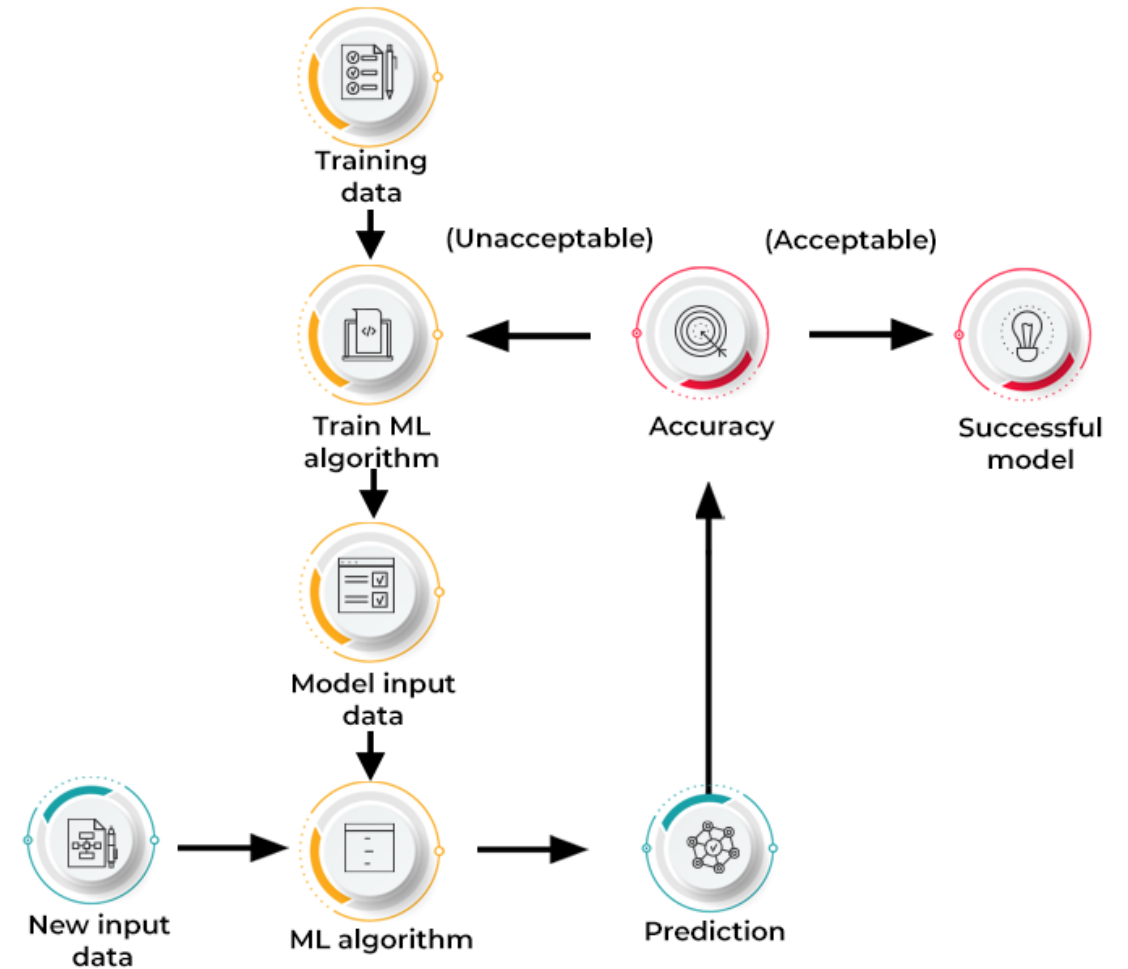 Training
data
(Unacceptable)
(Acceptable)
</>
Train ML
algorithm
Accuracy
Successful
model
Model input
data
New input
data
ML algorithm
Prediction